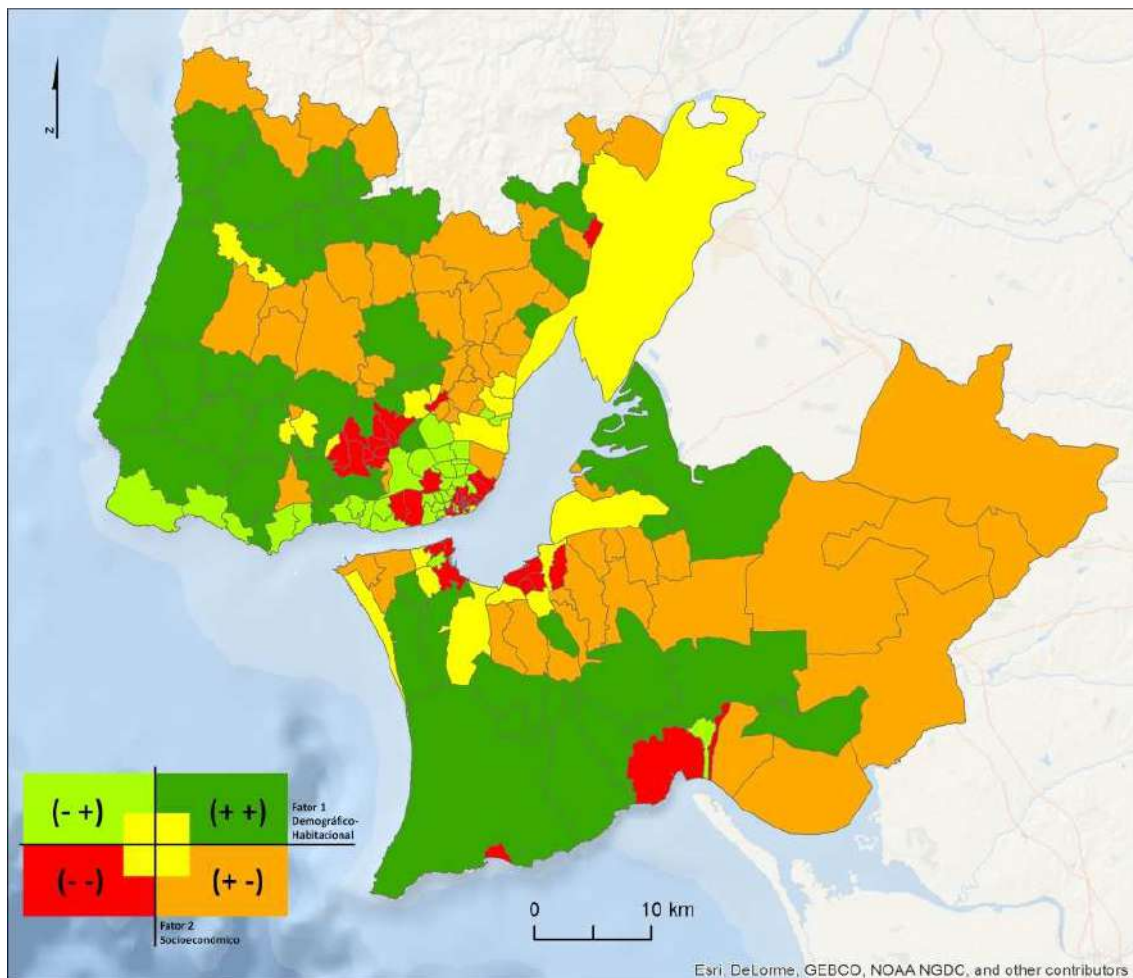 N
(- +)
(+ +)
Fator 1
Demográfico-
Habitacional
(- -)
(+ -)
Fator 2
Socioeconómico
0 10 km
Esri, DeLorme, GEBCO, NOAA NGDC, and other contributors